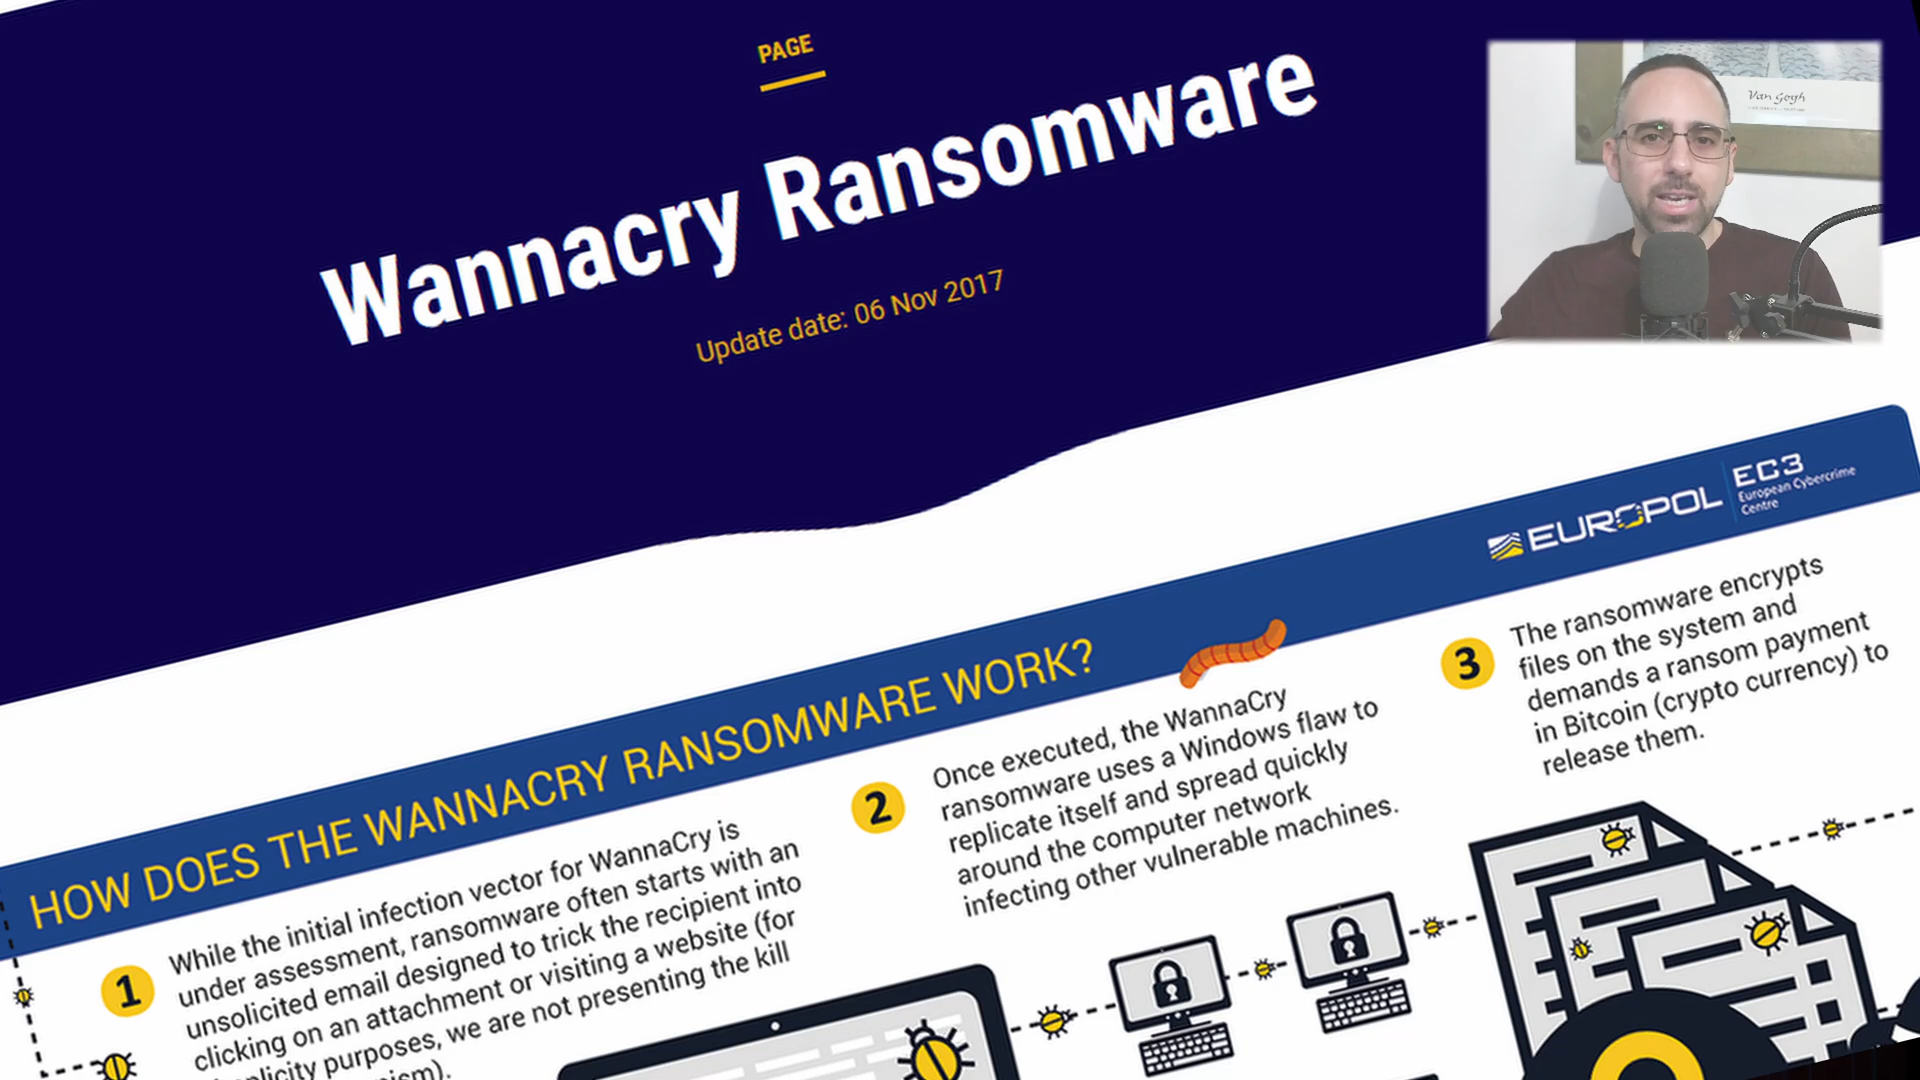 PAGE
Wannacry Ransomware
Update date: 06 Nov 2017
Van Gogh
EUROPOL
EC3
European Cybercrime
Centre
HOW DOES THE WANNACRY RANSOMWARE WORK?
1
While the initial infection vector for WannaCry is
under assessment, ransomware often starts with an
unsolicited email designed to trick the recipient into
clicking on an attachment or visiting a website (for
purposes, we are not presenting the kill
2
Once executed, the WannaCry
ransomware uses a Windows flaw to
replicate itself and spread quickly
around the computer network
infecting other vulnerable machines.
3
The ransomware encrypts
files on the system and
demands a ransom payment
in Bitcoin (crypto currency) to
release them.